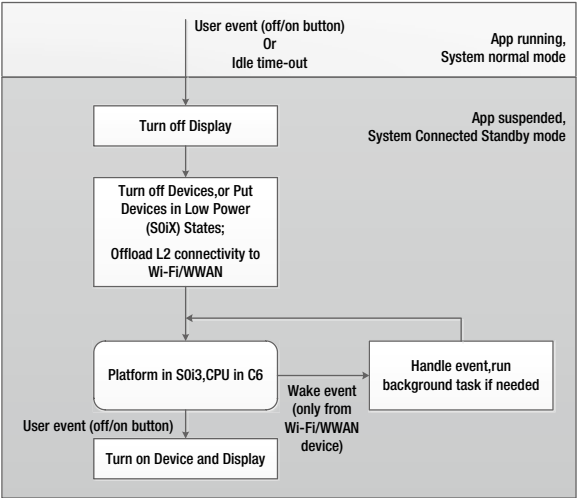 User event (off/on button)
Or
Idle time-out
App running,
System normal mode
App suspended,
System Connected Standby mode
Turn off Display
Turn off Devices,or Put
Devices in Low Power
(S0iX) States;
Offload L2 connectivity to
Wi-Fi/WWAN
Platform in S0i3,CPU in C6
Wake event
(only from
Wi-Fi/WWAN
device)
Handle event,run
background task if needed
User event (off/on button)
Turn on Device and Display